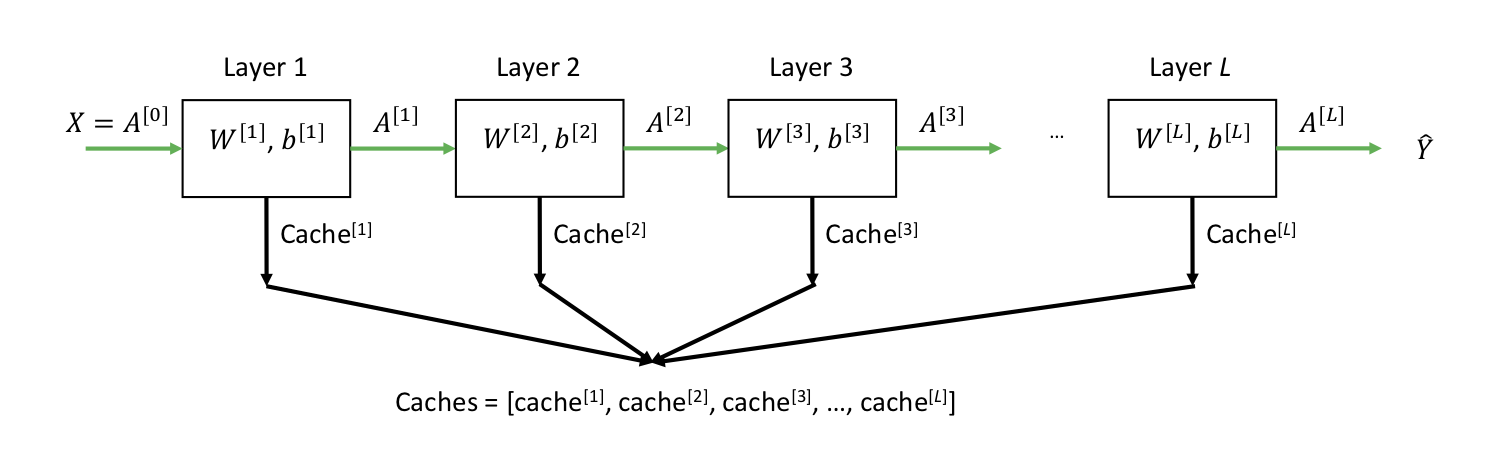 Layer 1 Layer 2 Layer 3 Layer L
X = A^[0] W^[1], b^[1] A^[1] W^[2], b^[2] A^[2] W^[3], b^[3] A^[3] ... W^[L], b^[L] A^[L] Ŷ
Cache^[1] Cache^[2] Cache^[3] Cache^[L]
Caches = [cache^[1], cache^[2], cache^[3], ..., cache^[L]]